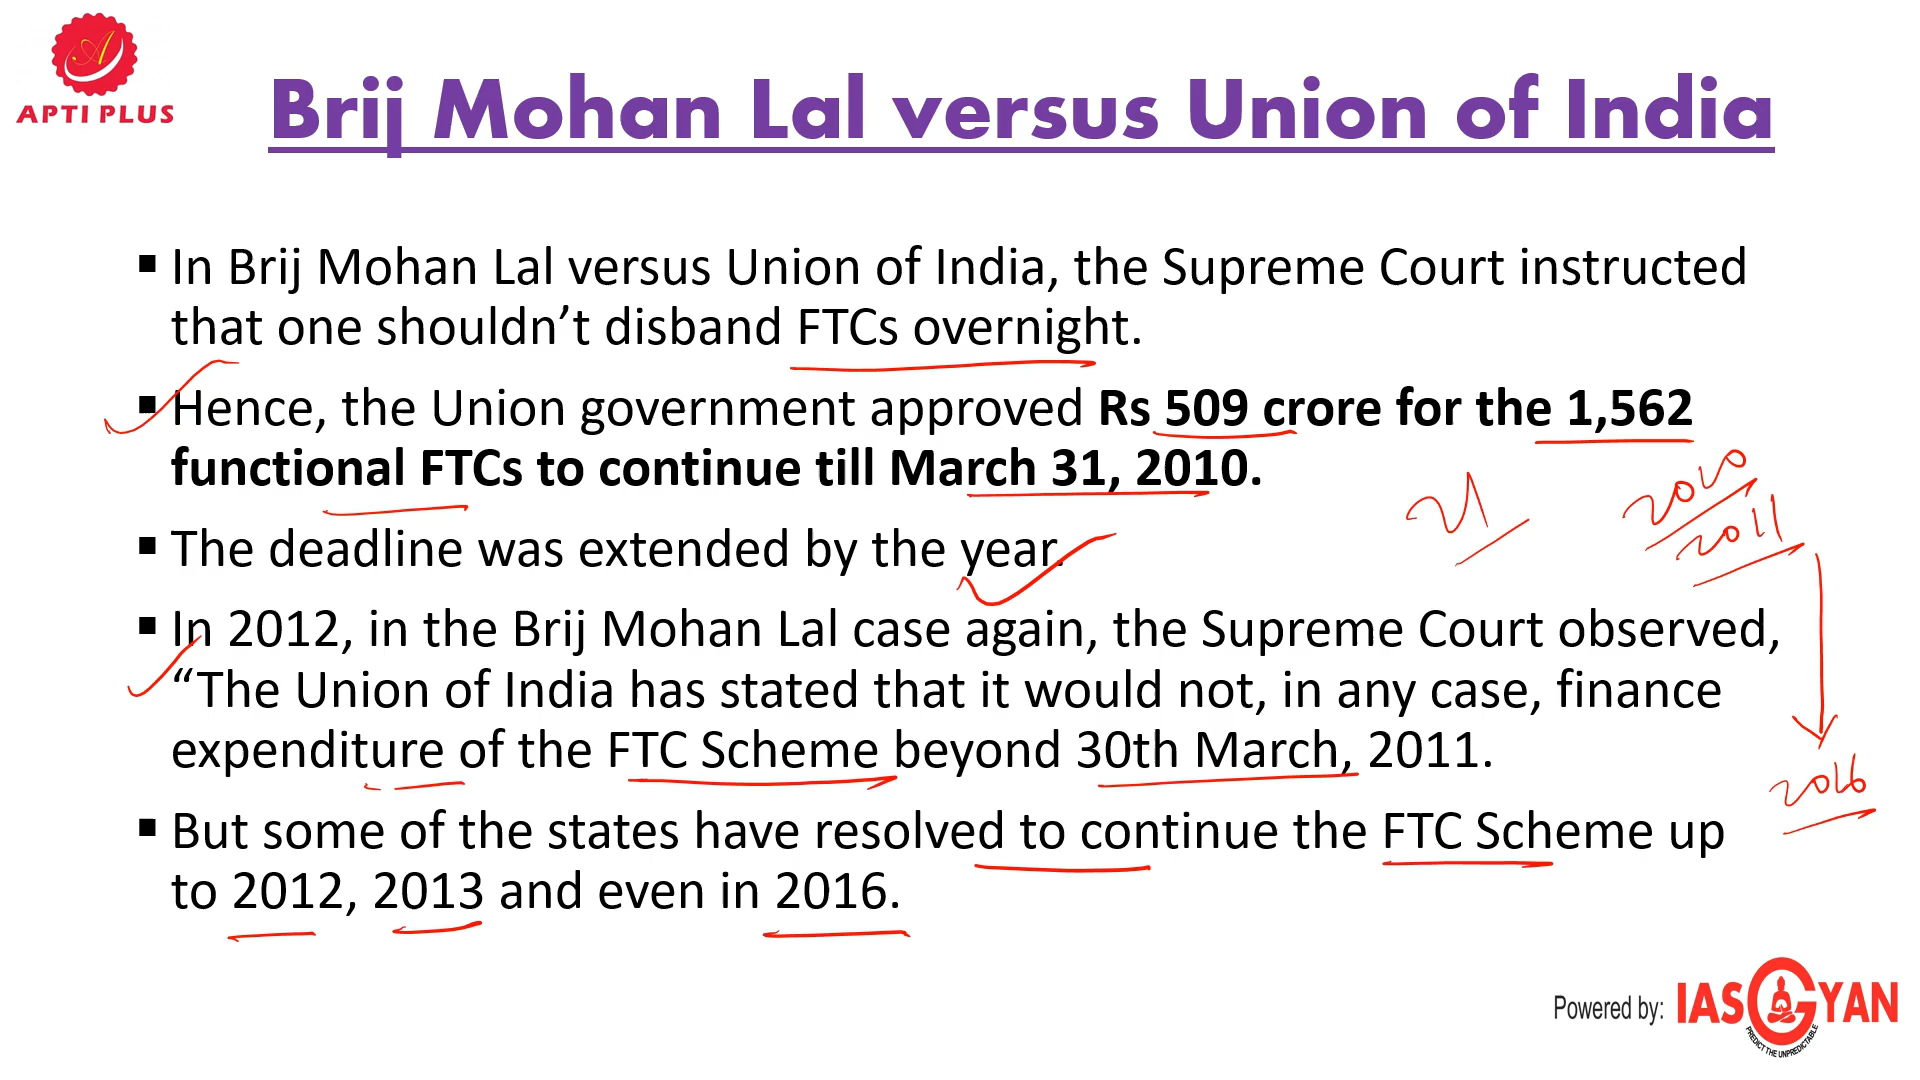 APTI PLUS
Brij Mohan Lal versus Union of India
▪ In Brij Mohan Lal versus Union of India, the Supreme Court instructed
that one shouldn’t disband FTCs overnight.
▪ Hence, the Union government approved Rs 509 crore for the 1,562
functional FTCs to continue till March 31, 2010.
2010
21
2011
▪ The deadline was extended by the year.
▪ In 2012, in the Brij Mohan Lal case again, the Supreme Court observed,
“The Union of India has stated that it would not, in any case, finance
expenditure of the FTC Scheme beyond 30th March, 2011.
2016
▪ But some of the states have resolved to continue the FTC Scheme up
to 2012, 2013 and even in 2016.
Powered by: IAS GYAN
PREDICT THE UNPREDICTABLE